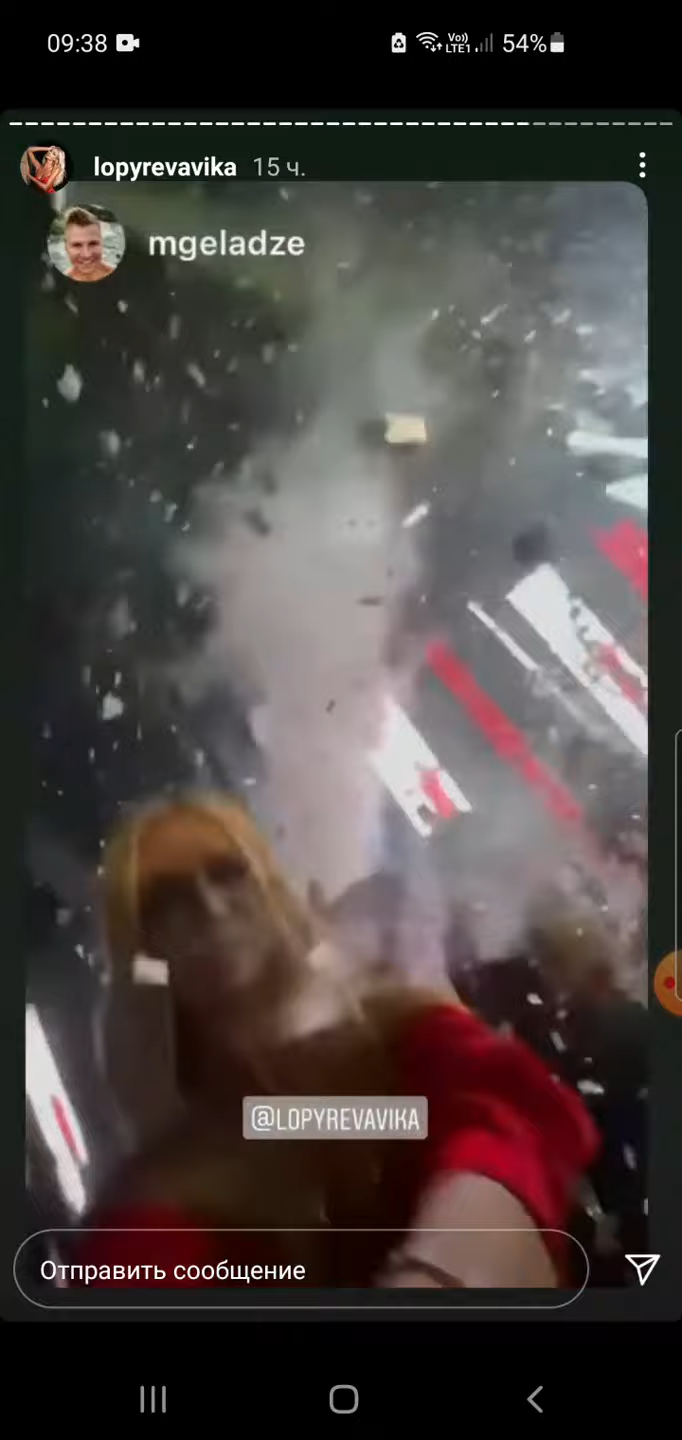 09:38
Vo))
LTE1
54%
lopyrevavika 15 ч.
mgeladze
@LOPYREVAVIKA
Отправить сообщение